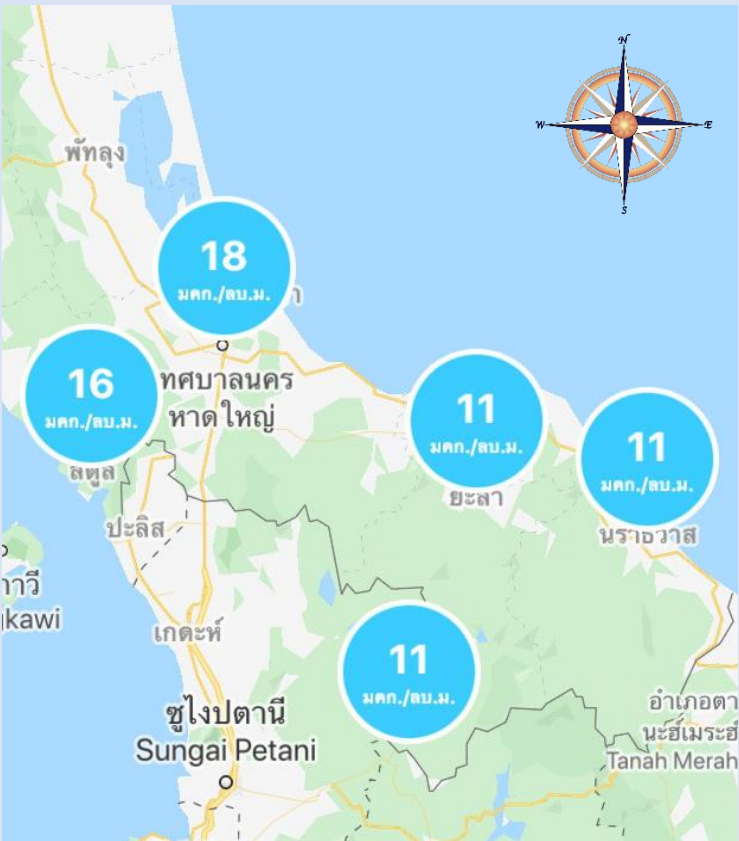 N
W
E
S
พัทลุง
18
มคก./ลบ.ม.
16
มคก./ลบ.ม.
ทศบาลนคร
หาดใหญ่
11
มคก./ลบ.ม.
11
มคก./ลบ.ม.
สตูล
ยะลา
ปะลิส
นราธิวาส
าวี
kawi
เกดะห์
11
มคก./ลบ.ม.
ซูไงปตานี
Sungai Petani
อำเภอตา
นะฮ์เมระฮ์
Tanah Merah